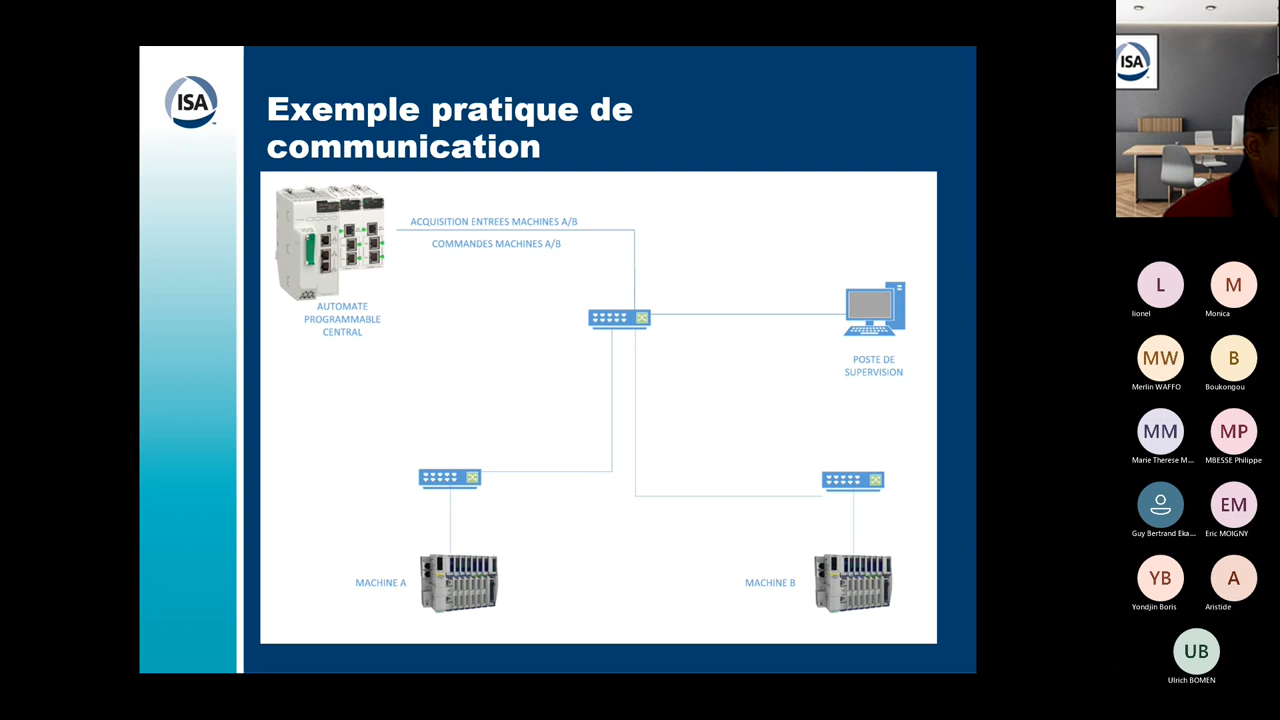 ISA
Exemple pratique de
communication
ACQUISITION ENTREES MACHINES A/B
COMMANDES MACHINES A/B
AUTOMATE
PROGRAMMABLE
CENTRAL
POSTE DE
SUPERVISION
MACHINE A
MACHINE B
ISA
L
lionel
M
Monica
MW
Merlin WAFFO
B
Boukongou
MM
Marie Therese M...
MP
MBESSE Philippe
Guy Bertrand Eka...
EM
Eric MOIGNY
YB
Yondjin Boris
A
Aristide
UB
Ulrich BOMEN